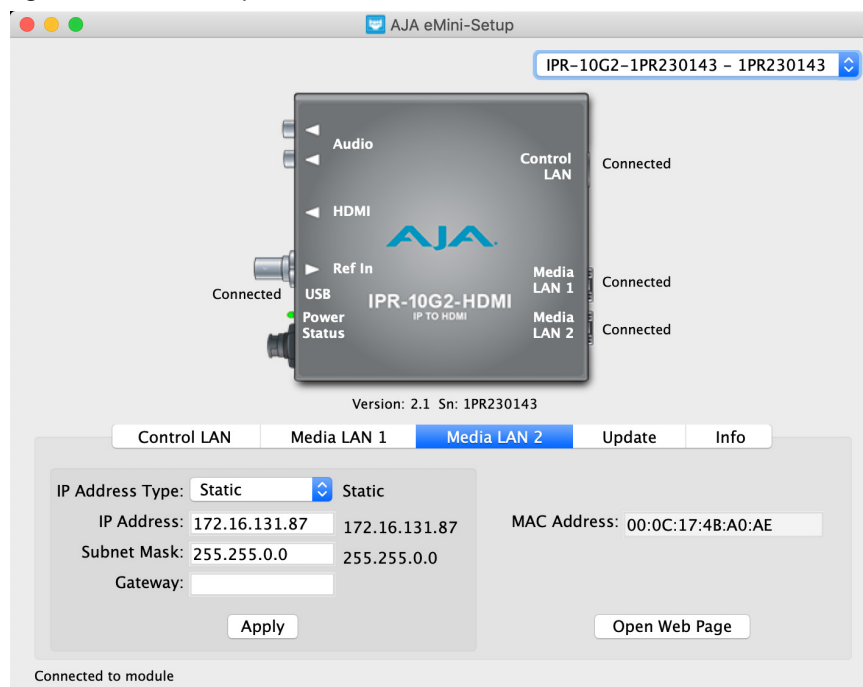 AJA eMini-Setup
IPR-10G2-1PR230143 - 1PR230143
Audio
Control
LAN
Connected
HDMI
AJA
Ref In
Connected
USB
Media
LAN 1
Connected
IPR-10G2-HDMI
IP TO HDMI
Power
Status
Media
LAN 2
Connected
Version: 2.1 Sn: 1PR230143
Control LAN Media LAN 1 Media LAN 2 Update Info
IP Address Type: Static Static
IP Address: 172.16.131.87 172.16.131.87
MAC Address: 00:0C:17:4B:A0:AE
Subnet Mask: 255.255.0.0 255.255.0.0
Gateway:
Apply
Open Web Page
Connected to module